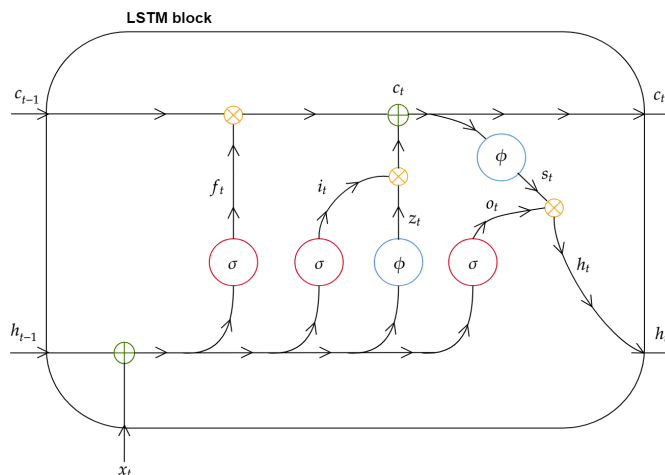 LSTM block
c_{t-1}
c_t
c_t
ϕ
s_t
f_t
i_t
z_t
o_t
σ
σ
ϕ
σ
h_t
h_{t-1}
h
x_t